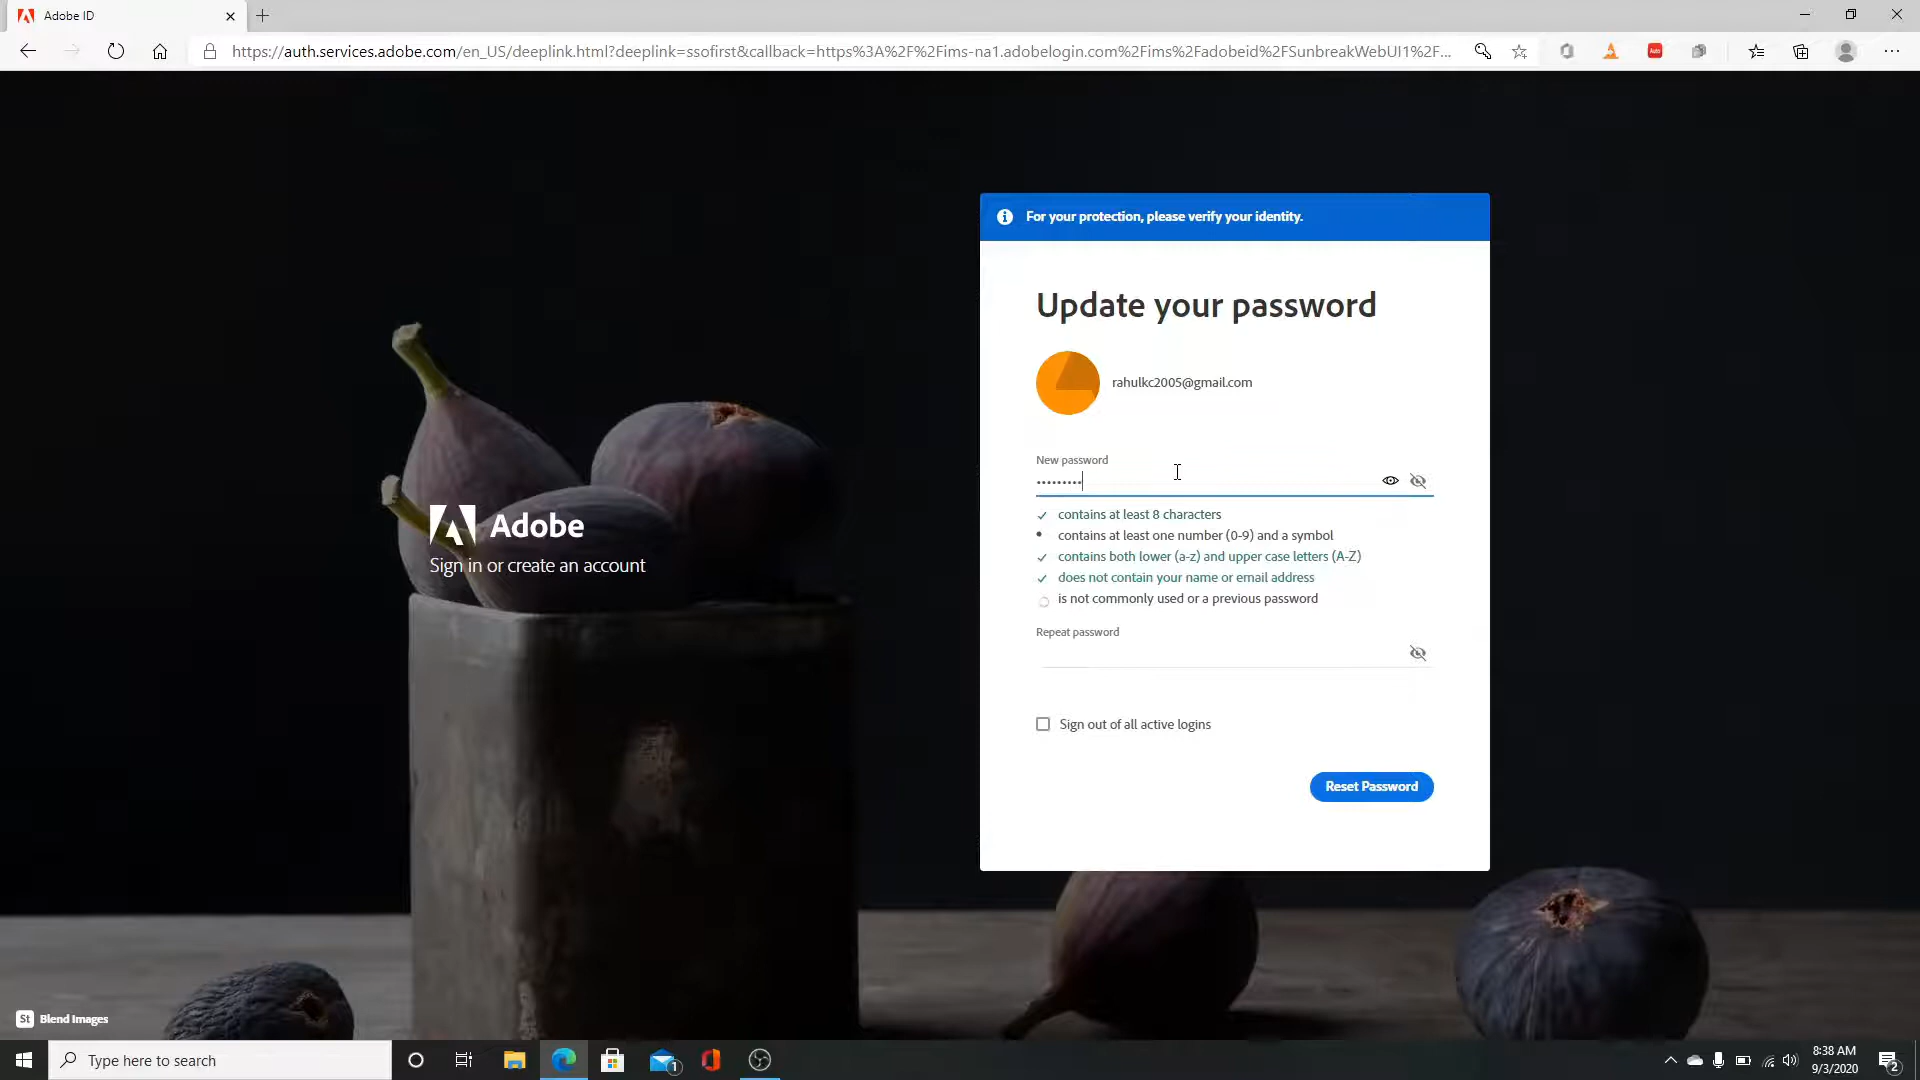 Adobe ID
https://auth.services.adobe.com/en_US/deeplink.html?deeplink=ssofirst&callback=https%3A%2F%2Fims-na1.adobelogin.com%2Fims%2Fadobeid%2FSunbreakWebUI1%2F...
Auto
For your protection, please verify your identity.
Update your password
rahulkc2005@gmail.com
New password
•••••••••
contains at least 8 characters
contains at least one number (0-9) and a symbol
contains both lower (a-z) and upper case letters (A-Z)
does not contain your name or email address
is not commonly used or a previous password
Repeat password
Sign out of all active logins
Reset Password
Adobe
Sign in or create an account
St Blend Images
Type here to search
1
8:38 AM
9/3/2020
2